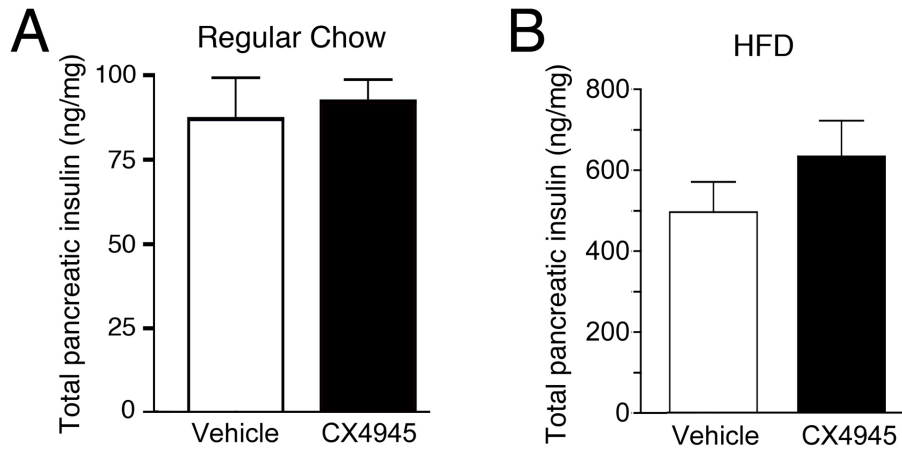 A
Regular Chow
Total pancreatic insulin (ng/mg)
100
75
50
25
0
Vehicle
CX4945
B
HFD
Total pancreatic insulin (ng/mg)
800
600
400
200
0
Vehicle
CX4945